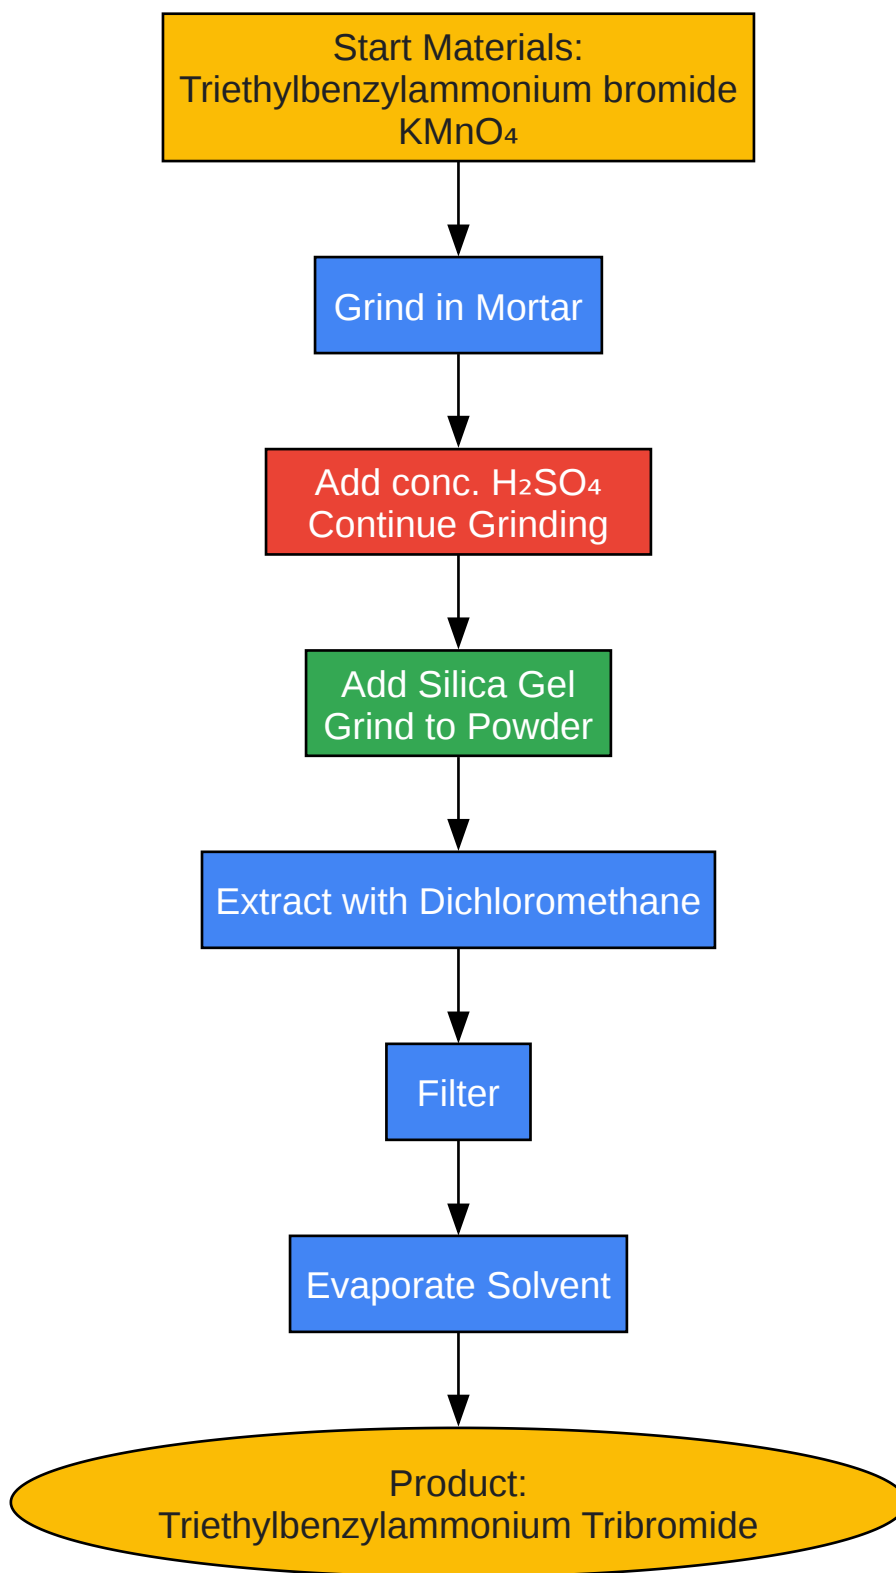 Start Materials:
Triethylbenzylammonium bromide
KMnO₄
Grind in Mortar
Add conc. H₂SO₄
Continue Grinding
Add Silica Gel
Grind to Powder
Extract with Dichloromethane
Filter
Evaporate Solvent
Product:
Triethylbenzylammonium Tribromide